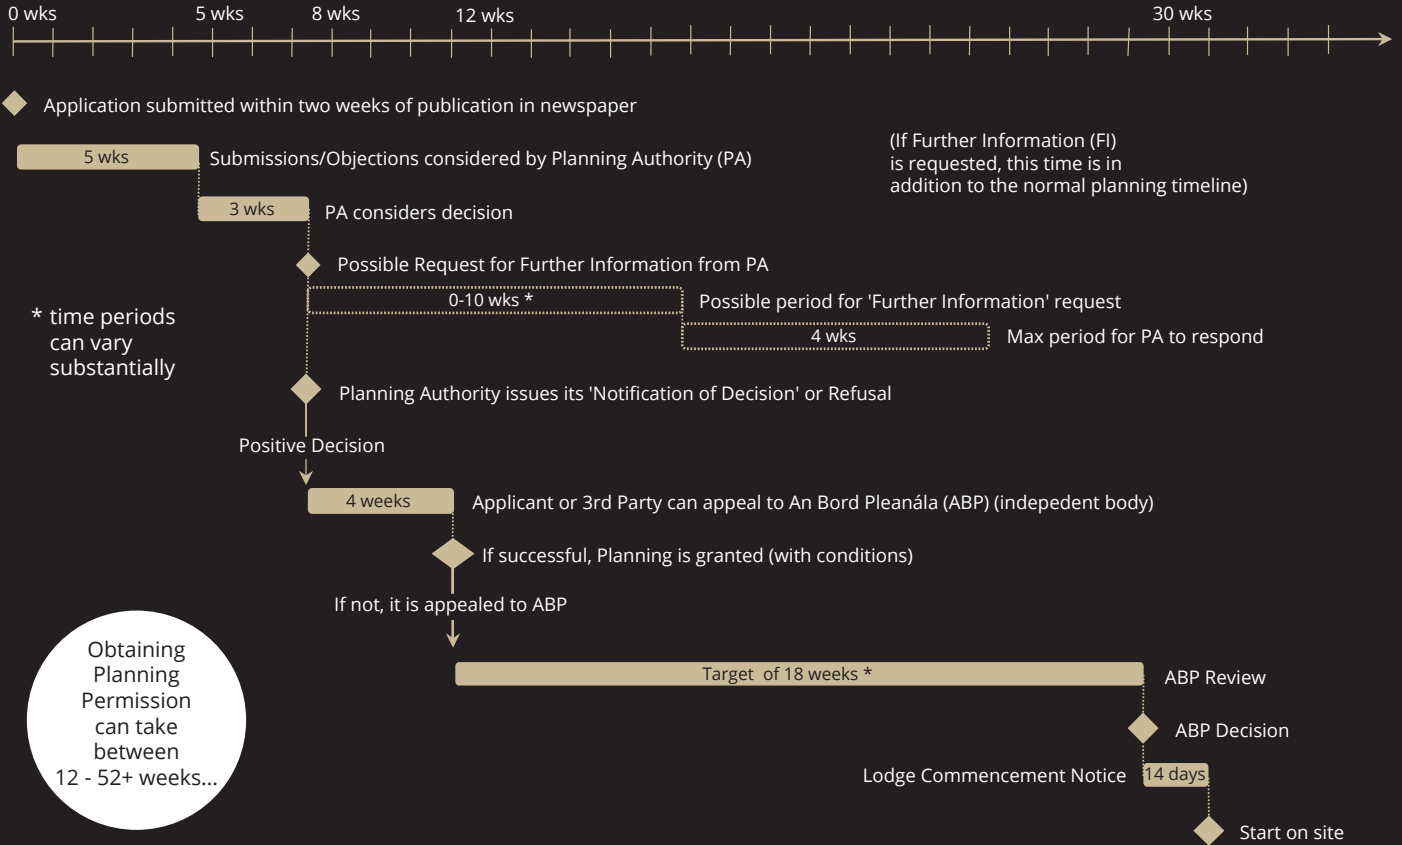 0 wks
5 wks
8 wks
12 wks
30 wks
Application submitted within two weeks of publication in newspaper
5 wks
Submissions/Objections considered by Planning Authority (PA)
(If Further Information (FI)
is requested, this time is in
addition to the normal planning timeline)
3 wks
PA considers decision
Possible Request for Further Information from PA
0-10 wks *
Possible period for 'Further Information' request
* time periods
can vary
substantially
4 wks
Max period for PA to respond
Planning Authority issues its 'Notification of Decision' or Refusal
Positive Decision
4 weeks
Applicant or 3rd Party can appeal to An Bord Pleanála (ABP) (indepedent body)
If successful, Planning is granted (with conditions)
If not, it is appealed to ABP
Obtaining
Planning
Permission
can take
between
12 - 52+ weeks...
Target of 18 weeks *
ABP Review
ABP Decision
Lodge Commencement Notice
14 days
Start on site